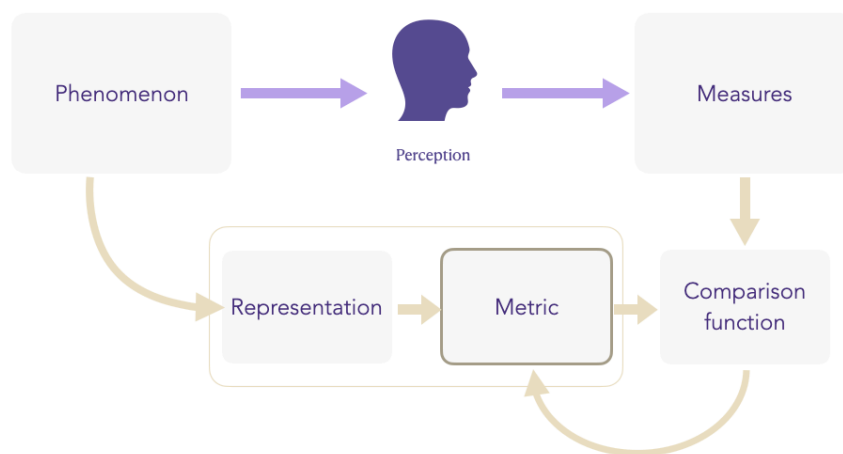 Phenomenon
Perception
Measures
Representation
Metric
Comparison
function